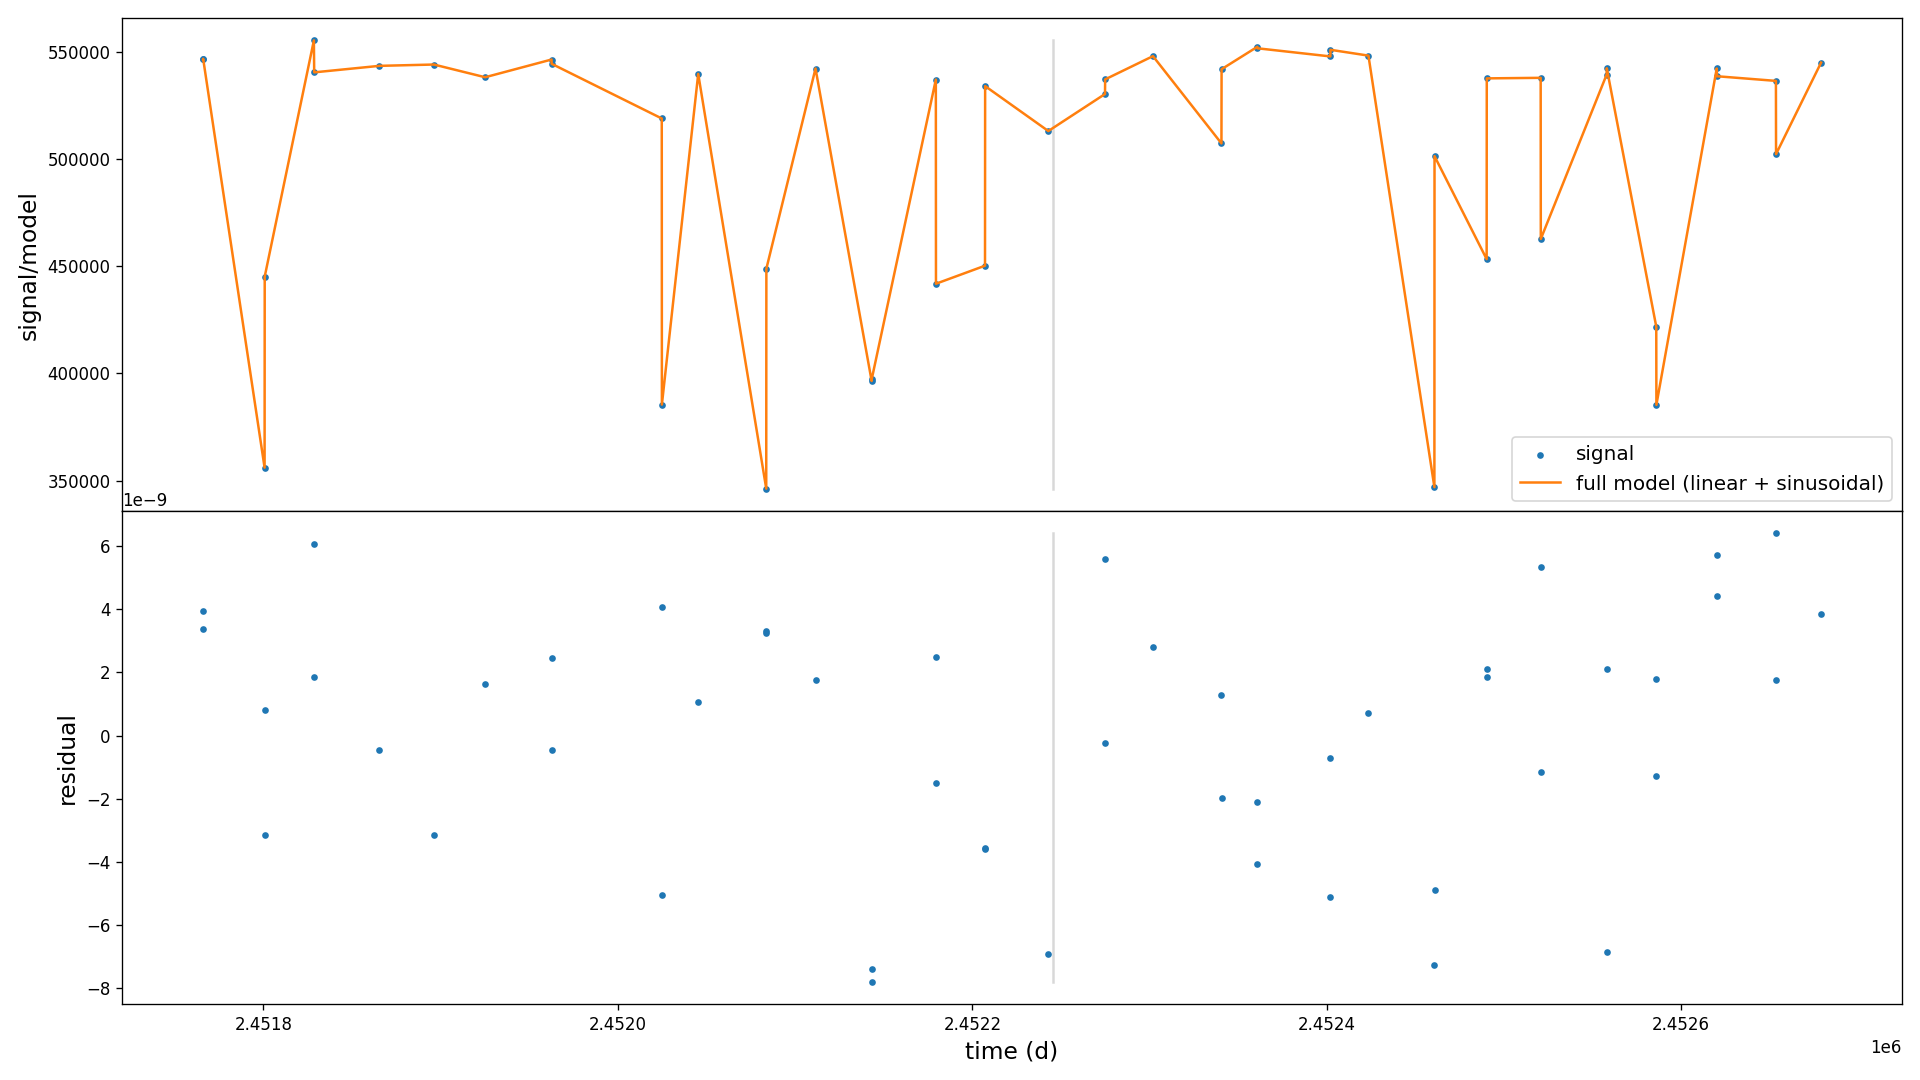 550000
500000
450000
400000
350000
signal/model
signal
full model (linear + sinusoidal)
1e−9
6
4
2
0
−2
−4
−6
−8
residual
2.4518
2.4520
2.4522
2.4524
2.4526
time (d)
1e6